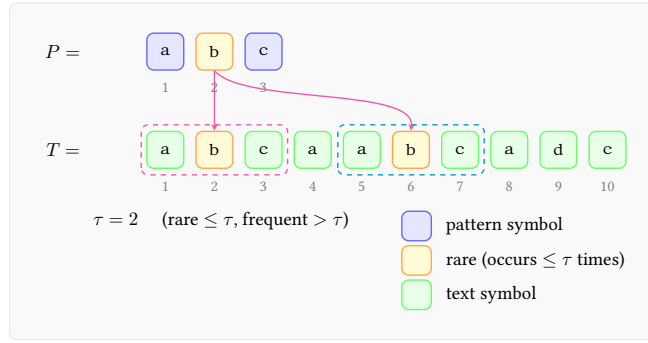 P = a b c
1 2 3
T = a b c a a b c a d c
1 2 3 4 5 6 7 8 9 10
τ = 2 (rare ≤ τ, frequent > τ)
pattern symbol
rare (occurs ≤ τ times)
text symbol